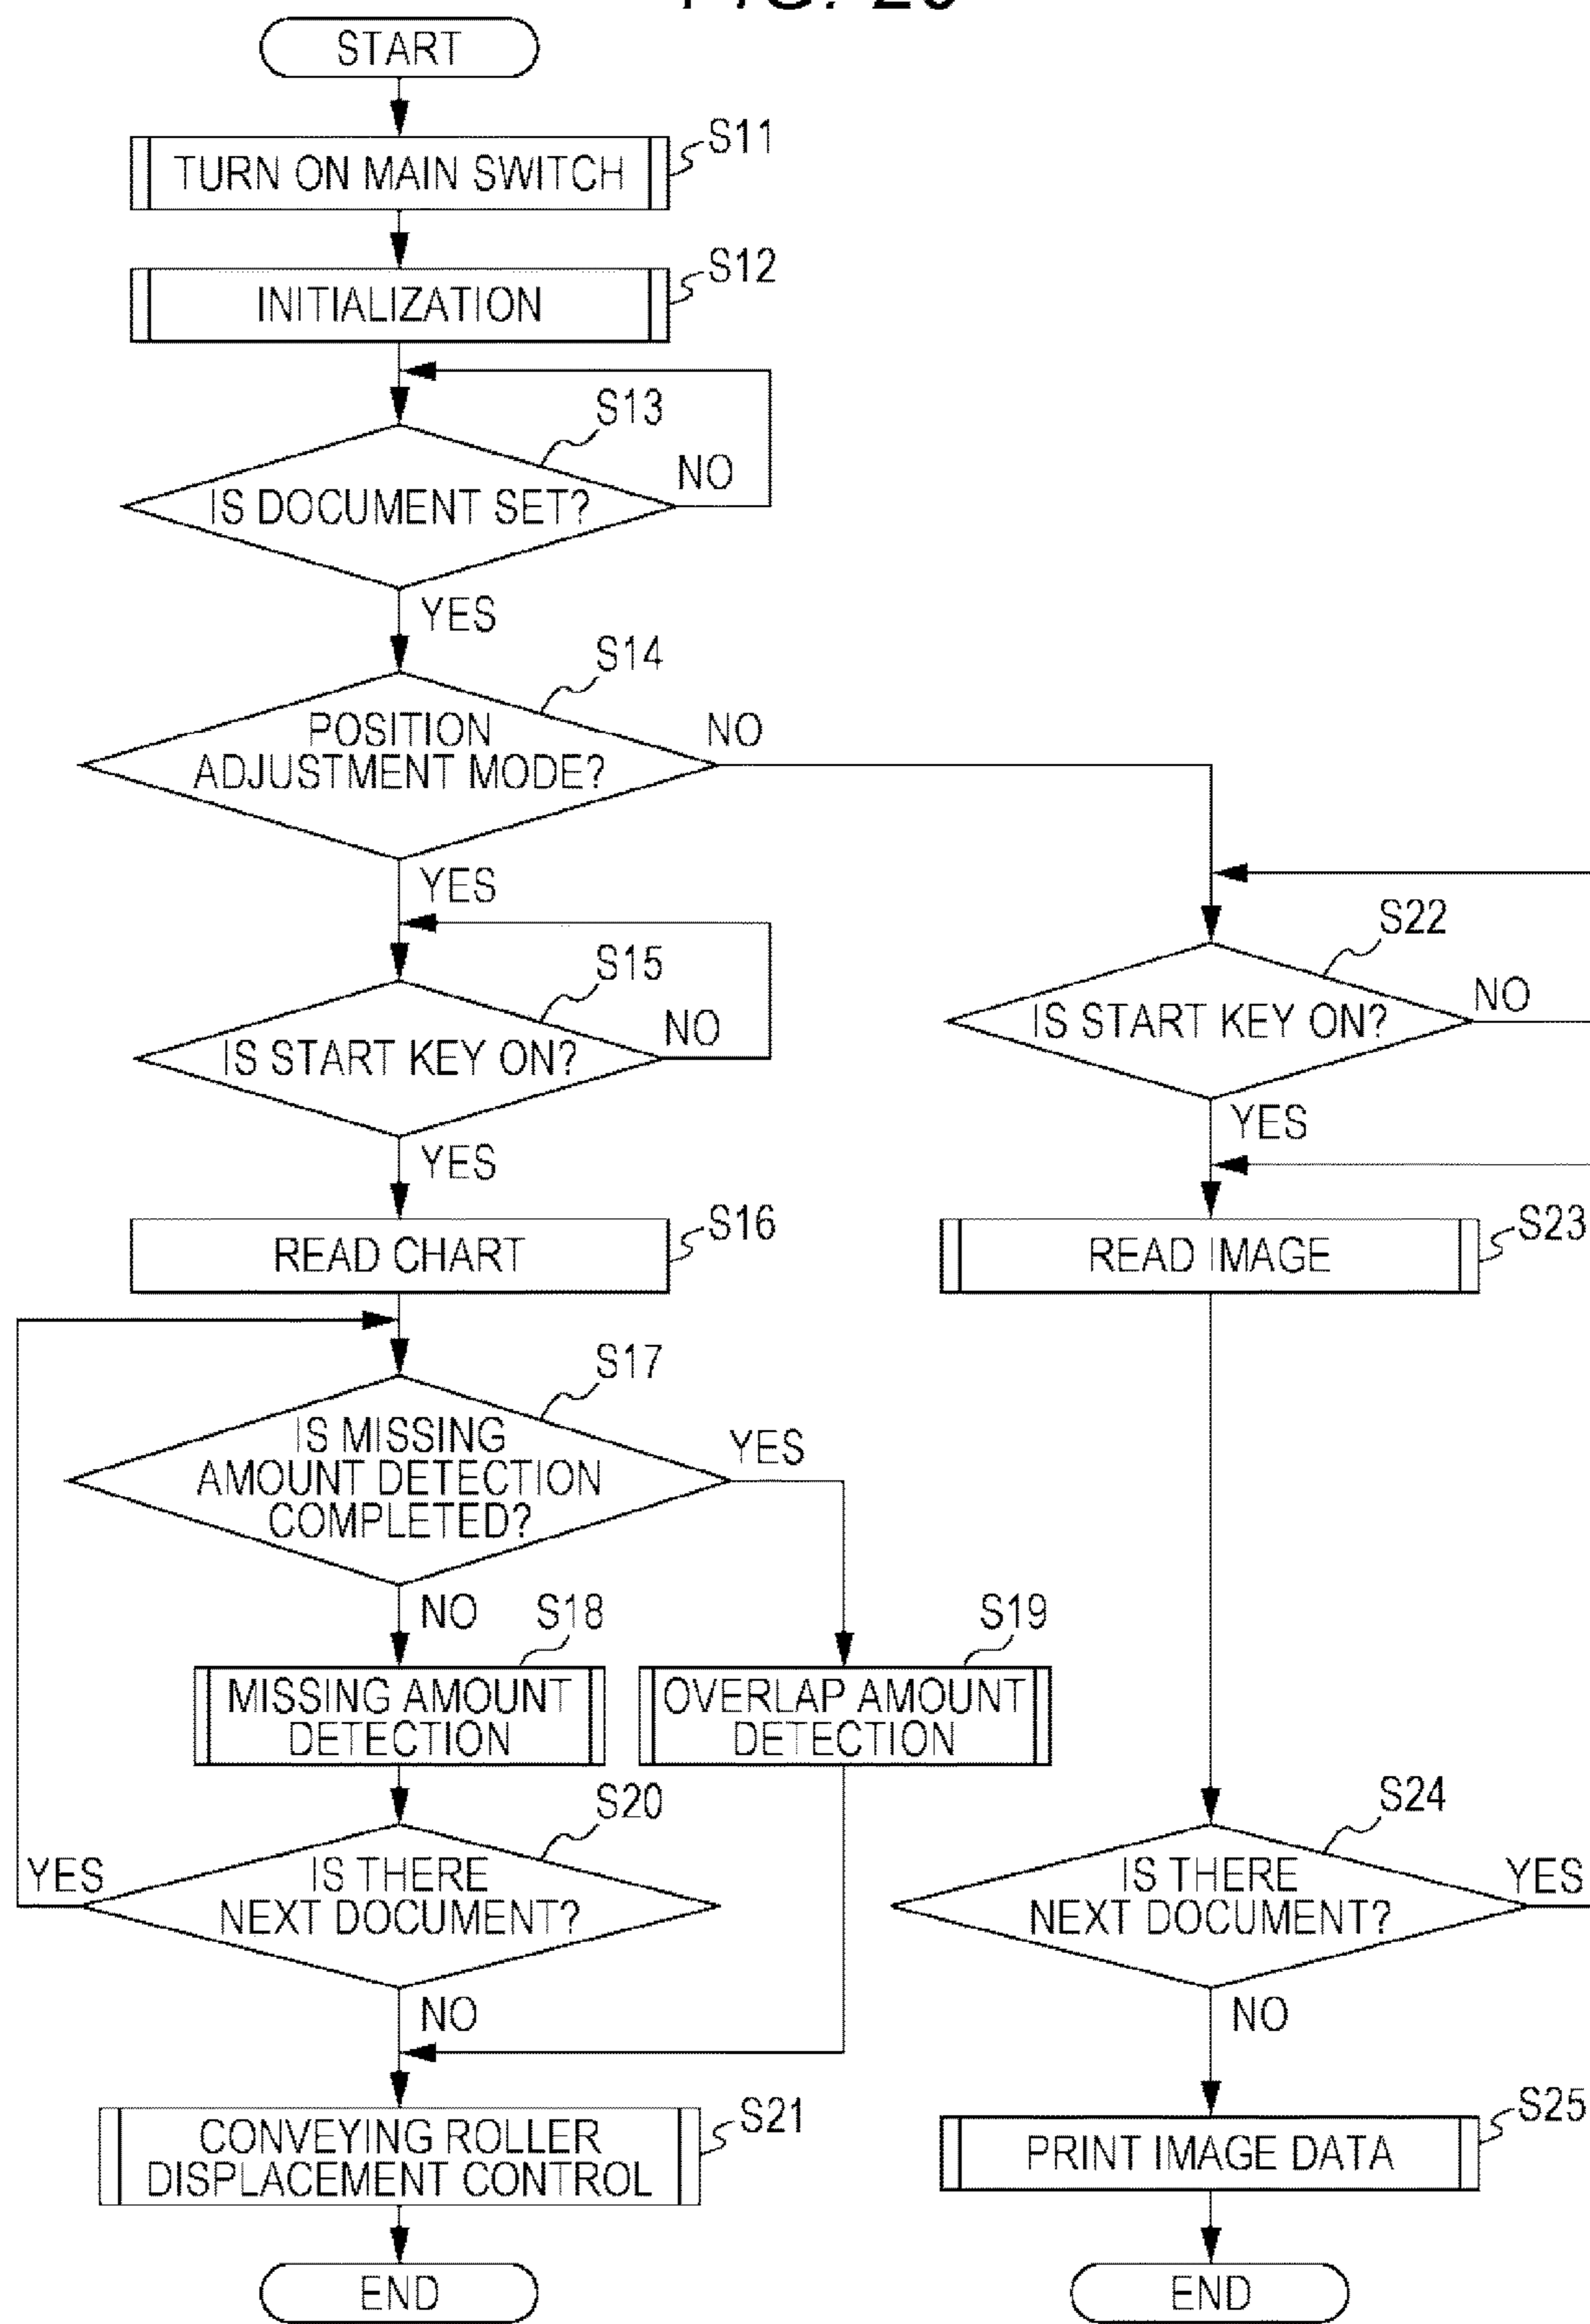 START
TURN ON MAIN SWITCH
S11
INITIALIZATION
S12
S13
IS DOCUMENT SET?
NO
YES
S14
POSITION
ADJUSTMENT MODE?
NO
YES
S15
IS START KEY ON?
NO
YES
READ CHART
S16
S17
IS MISSING
AMOUNT DETECTION
COMPLETED?
YES
NO
S18
MISSING AMOUNT
DETECTION
S19
OVERLAP AMOUNT
DETECTION
S20
IS THERE
NEXT DOCUMENT?
YES
NO
CONVEYING ROLLER
DISPLACEMENT CONTROL
S21
END
S22
IS START KEY ON?
NO
YES
READ IMAGE
S23
S24
IS THERE
NEXT DOCUMENT?
YES
NO
PRINT IMAGE DATA
S25
END